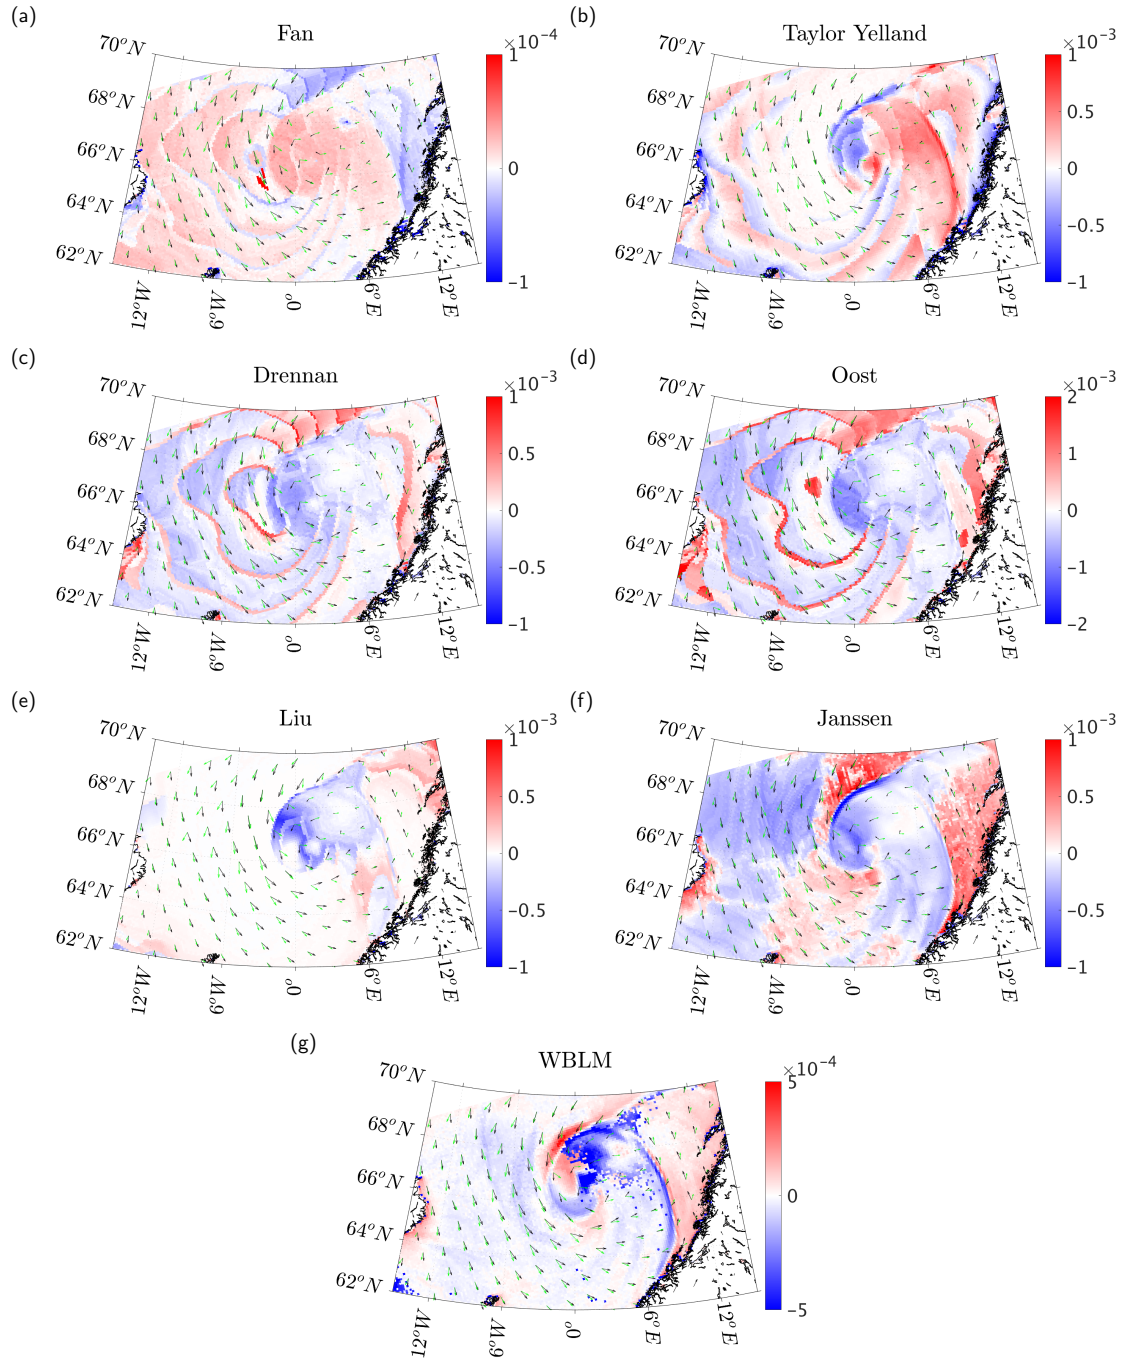 (a)
Fan
×10⁻⁴
70°N
68°N
66°N
64°N
62°N
12°W
6°W
0°
6°E
12°E
1
0
−1
(b)
Taylor Yelland
×10⁻³
70°N
68°N
66°N
64°N
62°N
12°W
6°W
0°
6°E
12°E
1
0.5
0
−0.5
−1
(c)
Drennan
×10⁻³
70°N
68°N
66°N
64°N
62°N
12°W
6°W
0°
6°E
12°E
1
0.5
0
−0.5
−1
(d)
Oost
×10⁻³
70°N
68°N
66°N
64°N
62°N
12°W
6°W
0°
6°E
12°E
2
1
0
−1
−2
(e)
Liu
×10⁻³
70°N
68°N
66°N
64°N
62°N
12°W
6°W
0°
6°E
12°E
1
0.5
0
−0.5
−1
(f)
Janssen
×10⁻³
70°N
68°N
66°N
64°N
62°N
12°W
6°W
0°
6°E
12°E
1
0.5
0
−0.5
−1
(g)
WBLM
×10⁻⁴
70°N
68°N
66°N
64°N
62°N
12°W
6°W
0°
6°E
12°E
5
0
−5